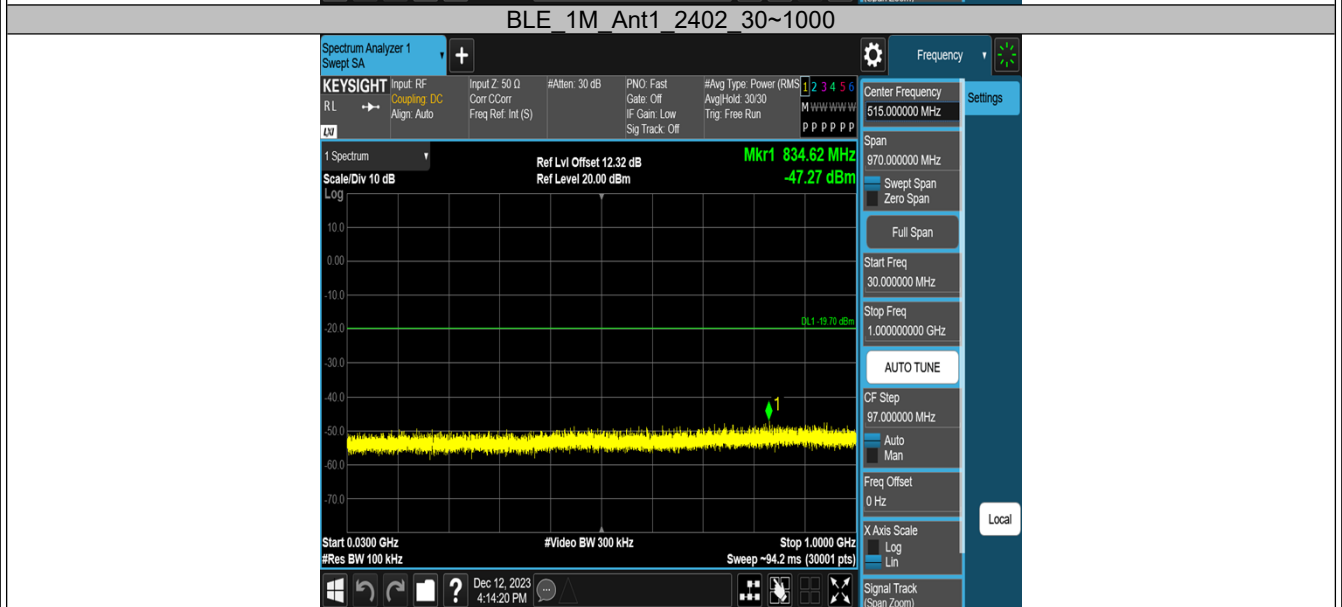 (Span Zoom)
BLE_1M_Ant1_2402_30~1000
Spectrum Analyzer 1
Swept SA
+
Frequency
KEYSIGHT
RL
LXI
Input: RF
Coupling: DC
Align: Auto
Input Z: 50 Ω
Corr CCorr
Freq Ref: Int (S)
#Atten: 30 dB
PNO: Fast
Gate: Off
IF Gain: Low
Sig Track: Off
#Avg Type: Power (RMS
Avg|Hold: 30/30
Trig: Free Run
1 2 3 4 5 6
M W W W W W
P P P P P P
1 Spectrum
Scale/Div 10 dB
Log
Ref Lvl Offset 12.32 dB
Ref Level 20.00 dBm
Mkr1 834.62 MHz
-47.27 dBm
10.0
0.00
-10.0
-20.0
-30.0
-40.0
-50.0
-60.0
-70.0
DL1 -19.70 dBm
1
Start 0.0300 GHz
#Res BW 100 kHz
#Video BW 300 kHz
Stop 1.0000 GHz
Sweep ~94.2 ms (30001 pts)
?
Dec 12, 2023
4:14:20 PM
Center Frequency
515.000000 MHz
Span
970.000000 MHz
Swept Span
Zero Span
Full Span
Start Freq
30.000000 MHz
Stop Freq
1.000000000 GHz
AUTO TUNE
CF Step
97.000000 MHz
Auto
Man
Freq Offset
0 Hz
X Axis Scale
Log
Lin
Signal Track
(Span Zoom)
Settings
Local